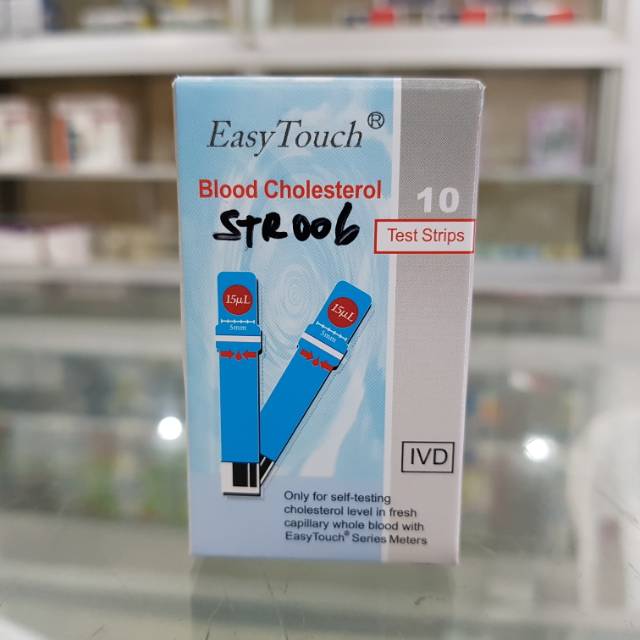 EasyTouch®
Blood Cholesterol
10
STR006
Test Strips
15µL
5mm
15µL
5mm
IVD
Only for self-testing
cholesterol level in fresh
capillary whole blood with
EasyTouch® Series Meters